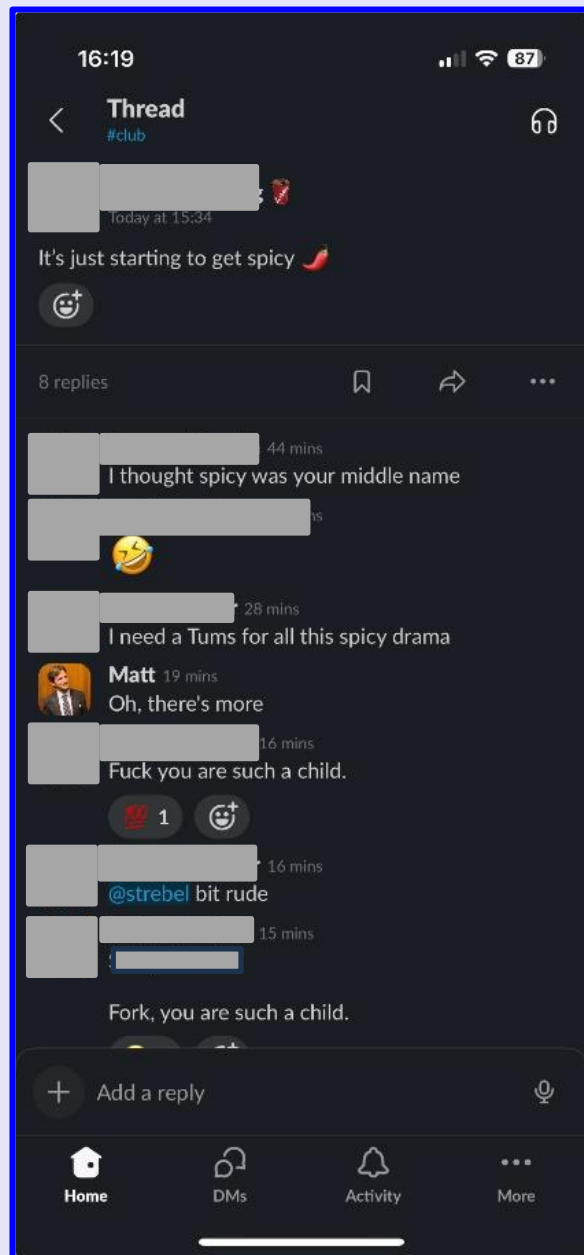 16:19
87
Thread
#club
Today at 15:34
It's just starting to get spicy
8 replies
44 mins
I thought spicy was your middle name
28 mins
I need a Tums for all this spicy drama
Matt 19 mins
Oh, there's more
16 mins
Fuck you are such a child.
💯 1
16 mins
@strebel bit rude
15 mins
Fork, you are such a child.
Add a reply
Home
DMs
Activity
More